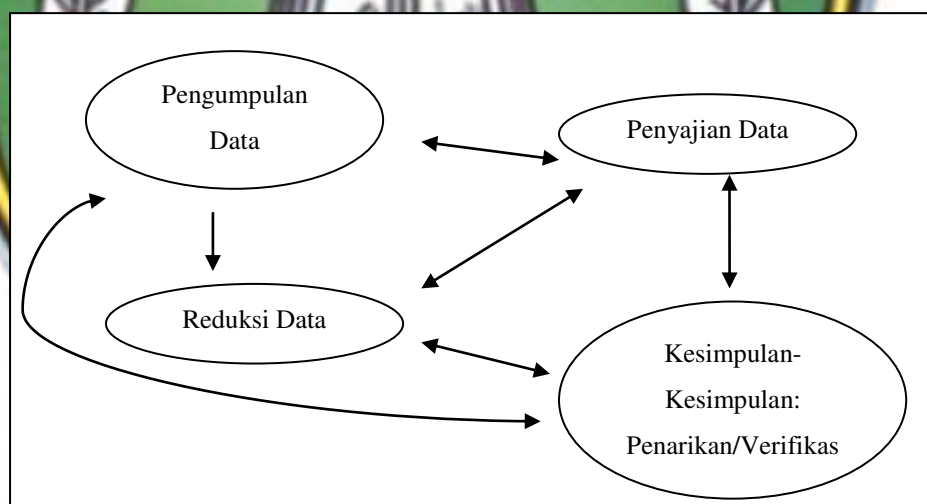 Pengumpulan
Data
Penyajian Data
Reduksi Data
Kesimpulan-
Kesimpulan:
Penarikan/Verifikas